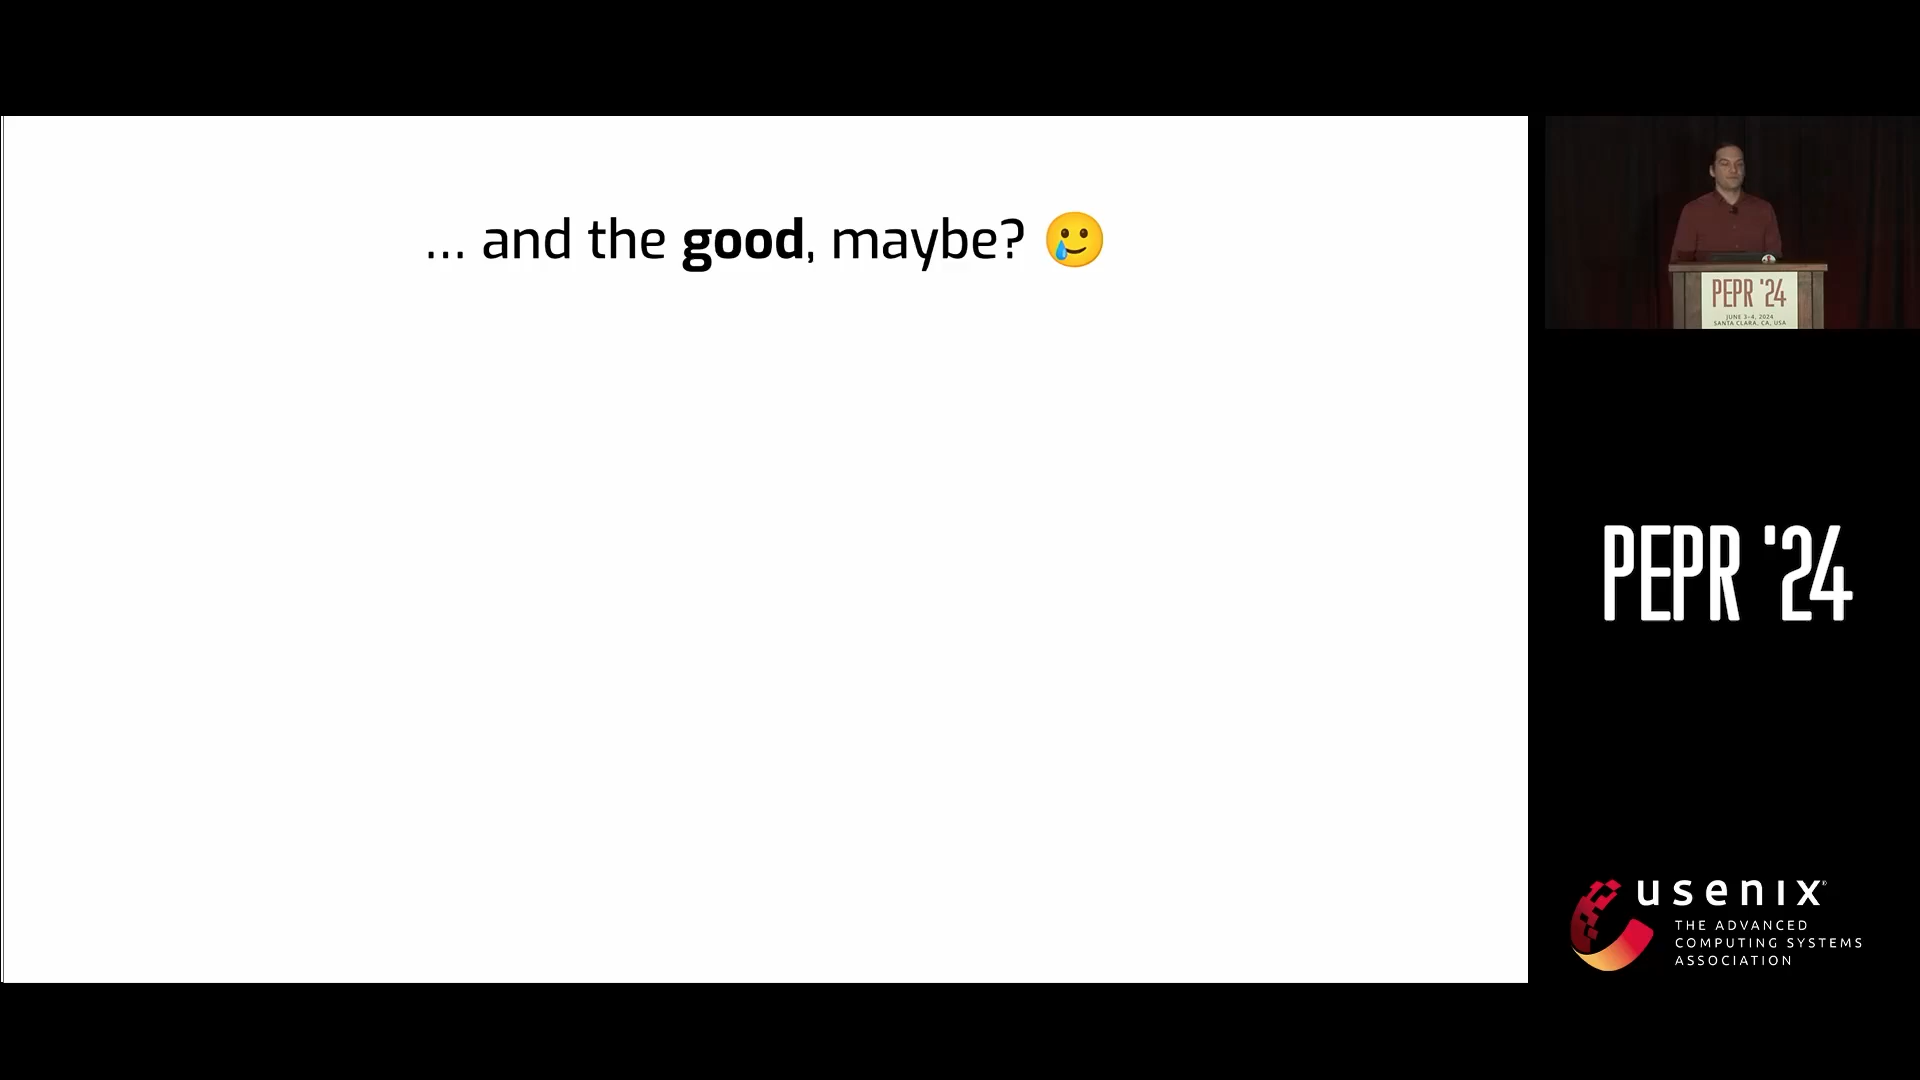 ... and the good, maybe? 🥲
PEPR '24
JUNE 3–4, 2024
SANTA CLARA, CA, USA
PEPR '24
usenix®
THE ADVANCED
COMPUTING SYSTEMS
ASSOCIATION